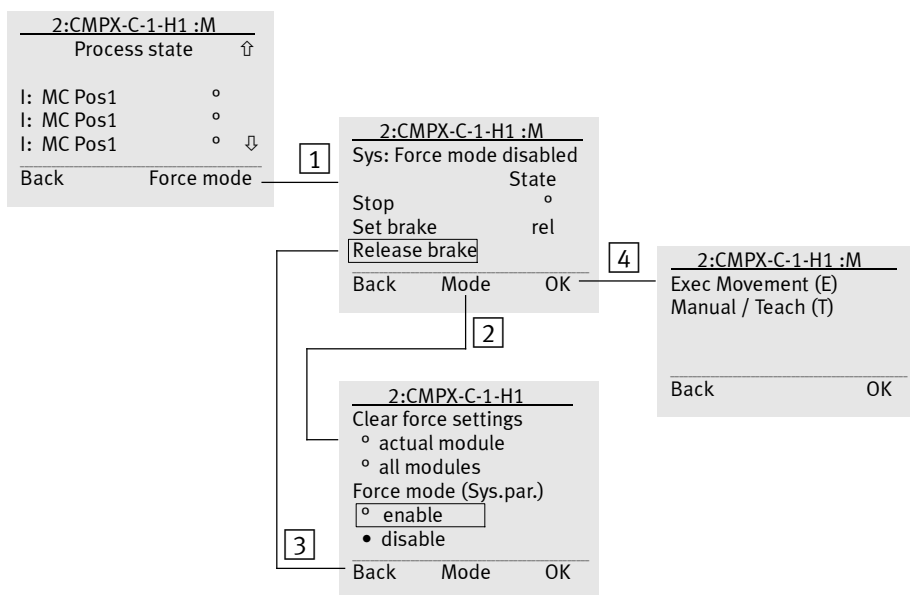 2:CMPX-C-1-H1 :M
Process state ⇧
I: MC Pos1 º
I: MC Pos1 º
I: MC Pos1 º ⇩
Back Force mode
1
2:CMPX-C-1-H1 :M
Sys: Force mode disabled
State
Stop º
Set brake rel
Release brake
Back Mode OK
2
3
2:CMPX-C-1-H1
Clear force settings
º actual module
º all modules
Force mode (Sys.par.)
º enable
• disable
Back Mode OK
4
2:CMPX-C-1-H1 :M
Exec Movement (E)
Manual / Teach (T)
Back OK